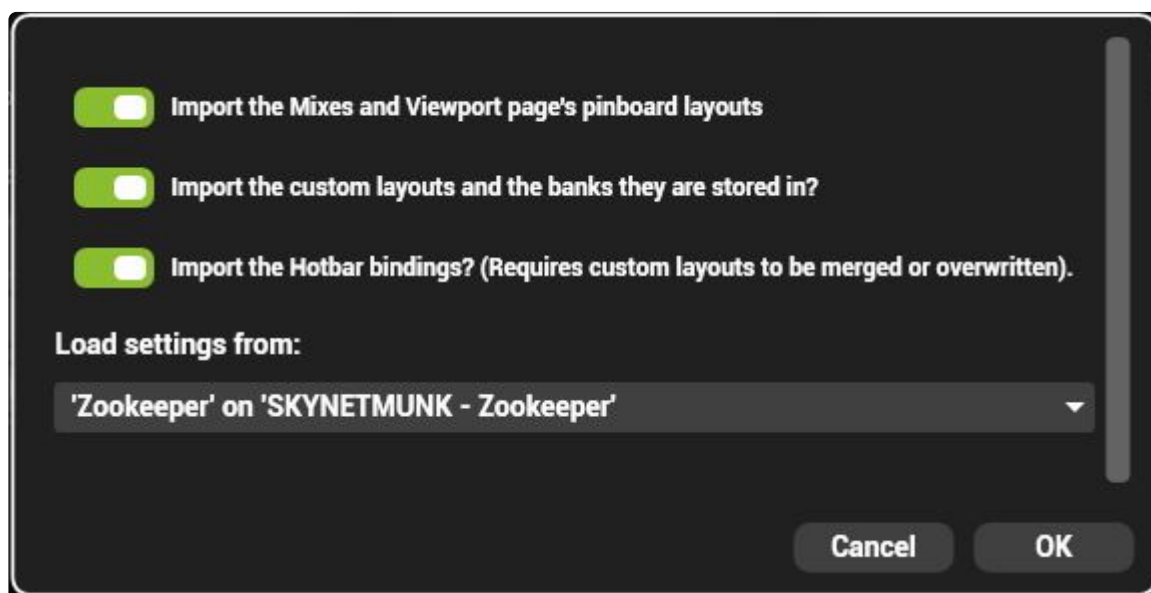 Import the Mixes and Viewport page's pinboard layouts
Import the custom layouts and the banks they are stored in?
Import the Hotbar bindings? (Requires custom layouts to be merged or overwritten).
Load settings from:
'Zookeeper' on 'SKYNETMUNK - Zookeeper'
Cancel OK